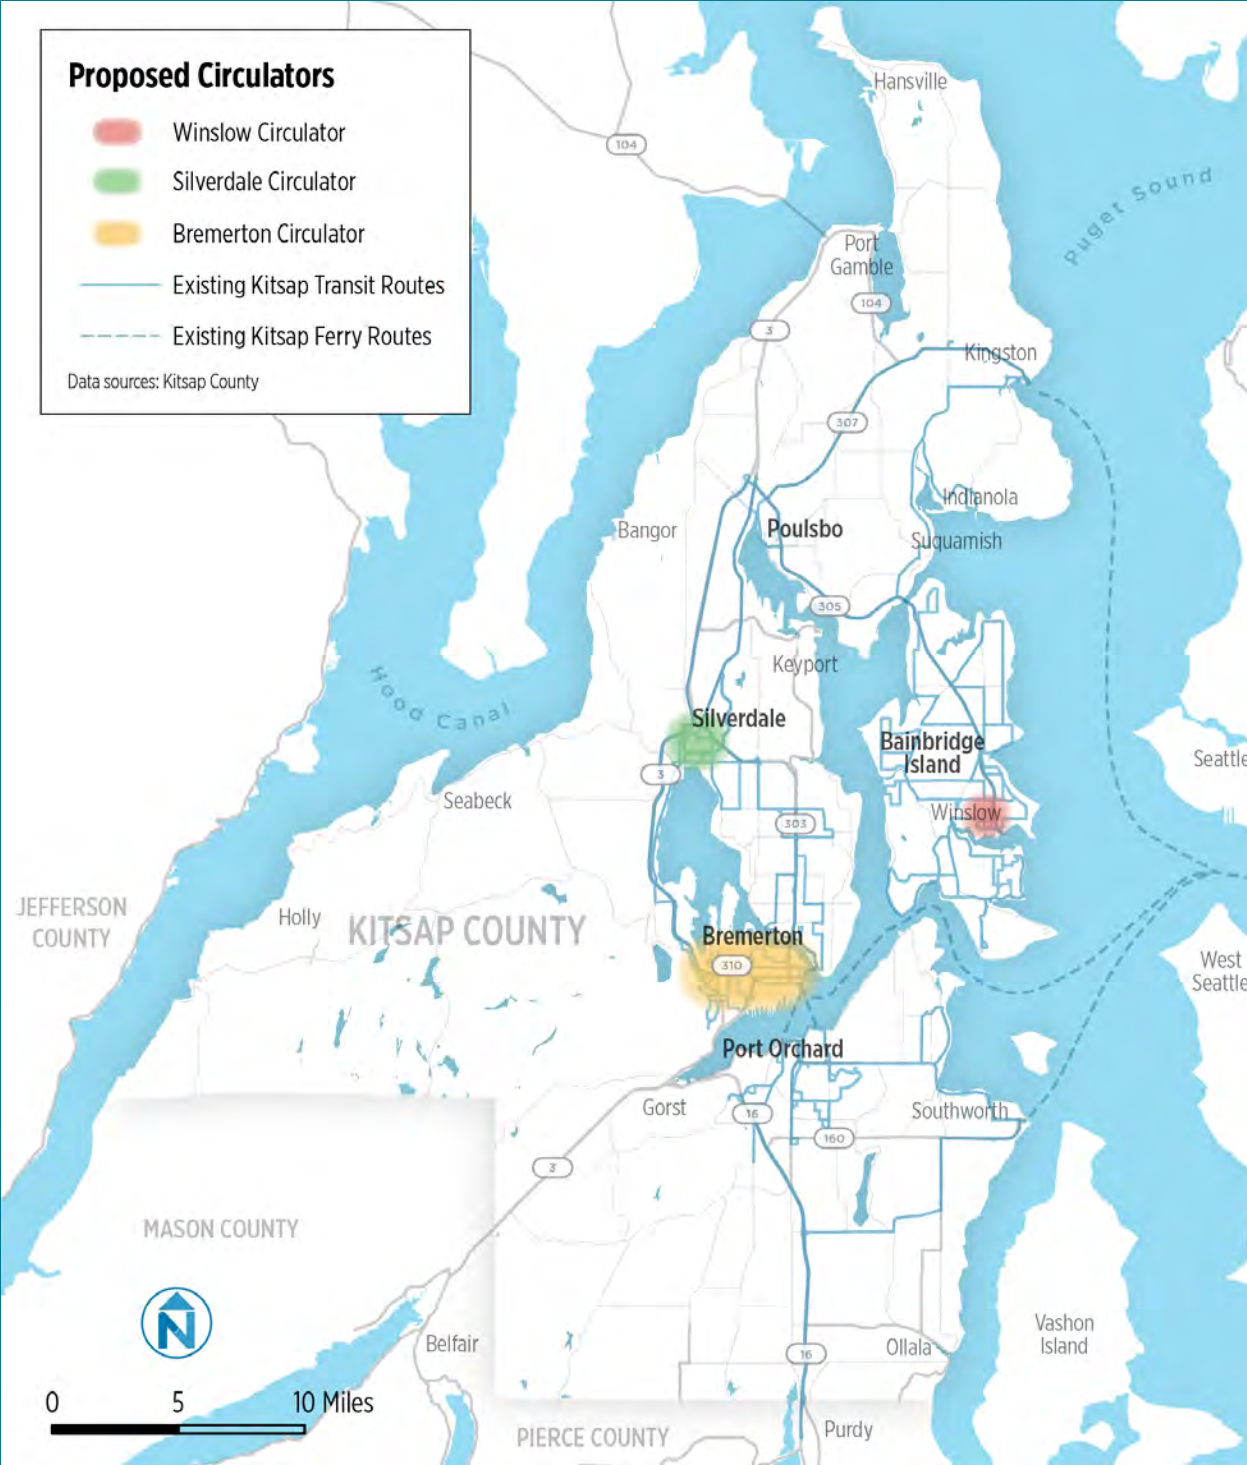 Proposed Circulators
Winslow Circulator
Silverdale Circulator
Bremerton Circulator
Existing Kitsap Transit Routes
Existing Kitsap Ferry Routes
Data sources: Kitsap County
Hansville
104
Puget Sound
Port
Gamble
104
3
Kingston
307
Indianola
Bangor
Poulsbo
Suquamish
305
Keyport
Hood Canal
Silverdale
Bainbridge
Island
Seattle
3
Seabeck
Winslow
303
JEFFERSON
COUNTY
Holly
KITSAP COUNTY
Bremerton
310
West
Seattle
Port Orchard
Gorst
16
Southworth
160
3
MASON COUNTY
N
Vashon
Island
Belfair
Ollala
16
0 5 10 Miles
PIERCE COUNTY
Purdy